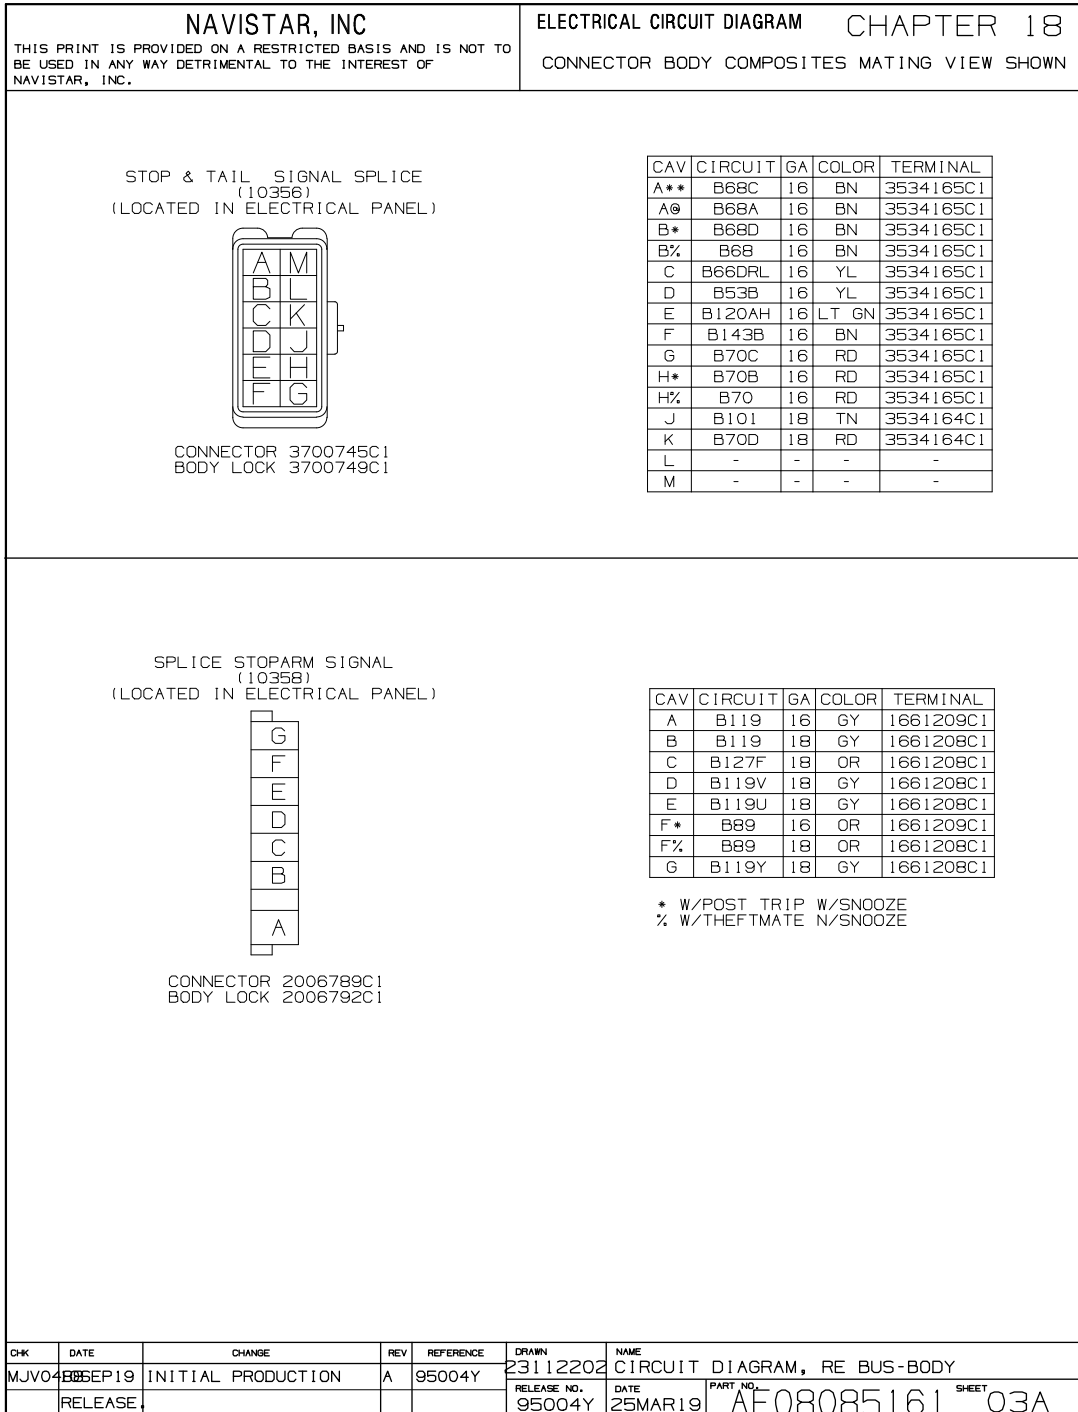 NAVISTAR, INC
THIS PRINT IS PROVIDED ON A RESTRICTED BASIS AND IS NOT TO
BE USED IN ANY WAY DETRIMENTAL TO THE INTEREST OF
NAVISTAR, INC.
ELECTRICAL CIRCUIT DIAGRAM CHAPTER 18
CONNECTOR BODY COMPOSITES MATING VIEW SHOWN
STOP & TAIL SIGNAL SPLICE
(10356)
(LOCATED IN ELECTRICAL PANEL)
A M
B L
C K
D J
E H
F G
CONNECTOR 3700745C1
BODY LOCK 3700749C1
CAV CIRCUIT GA COLOR TERMINAL
A** B68C 16 BN 3534165C1
A@ B68A 16 BN 3534165C1
B* B68D 16 BN 3534165C1
B% B68 16 BN 3534165C1
C B66DRL 16 YL 3534165C1
D B53B 16 YL 3534165C1
E B120AH 16 LT GN 3534165C1
F B143B 16 BN 3534165C1
G B70C 16 RD 3534165C1
H* B70B 16 RD 3534165C1
H% B70 16 RD 3534165C1
J B101 18 TN 3534164C1
K B70D 18 RD 3534164C1
L - - - -
M - - - -
SPLICE STOPARM SIGNAL
(10358)
(LOCATED IN ELECTRICAL PANEL)
G
F
E
D
C
B
A
CONNECTOR 2006789C1
BODY LOCK 2006792C1
CAV CIRCUIT GA COLOR TERMINAL
A B119 16 GY 1661209C1
B B119 18 GY 1661208C1
C B127F 18 OR 1661208C1
D B119V 18 GY 1661208C1
E B119U 18 GY 1661208C1
F* B89 16 OR 1661209C1
F% B89 18 OR 1661208C1
G B119Y 18 GY 1661208C1
* W/POST TRIP W/SNOOZE
% W/THEFTMATE N/SNOOZE
CHK DATE CHANGE REV REFERENCE
INITIAL PRODUCTION A 95004Y
RELEASE.
DRAWN
23112202
NAME
CIRCUIT DIAGRAM, RE BUS-BODY
RELEASE NO.
95004Y
DATE
25MAR19
PART NO.
AE08085161
SHEET
03A